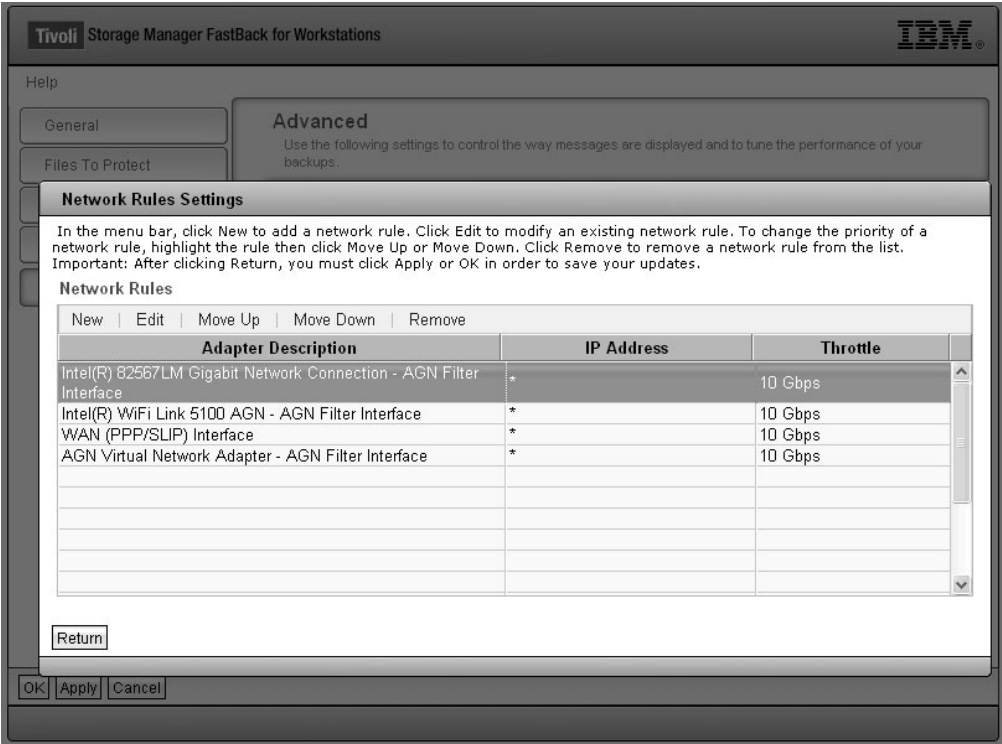 Tivoli Storage Manager FastBack for Workstations
IBM®
Help
General
Files To Protect
Advanced
Use the following settings to control the way messages are displayed and to tune the performance of your
backups.
Network Rules Settings
In the menu bar, click New to add a network rule. Click Edit to modify an existing network rule. To change the priority of a
network rule, highlight the rule then click Move Up or Move Down. Click Remove to remove a network rule from the list.
Important: After clicking Return, you must click Apply or OK in order to save your updates.
Network Rules
New | Edit | Move Up | Move Down | Remove
Adapter Description IP Address Throttle
Intel(R) 82567LM Gigabit Network Connection - AGN Filter
Interface * 10 Gbps
Intel(R) WiFi Link 5100 AGN - AGN Filter Interface * 10 Gbps
WAN (PPP/SLIP) Interface * 10 Gbps
AGN Virtual Network Adapter - AGN Filter Interface * 10 Gbps
Return
OK Apply Cancel